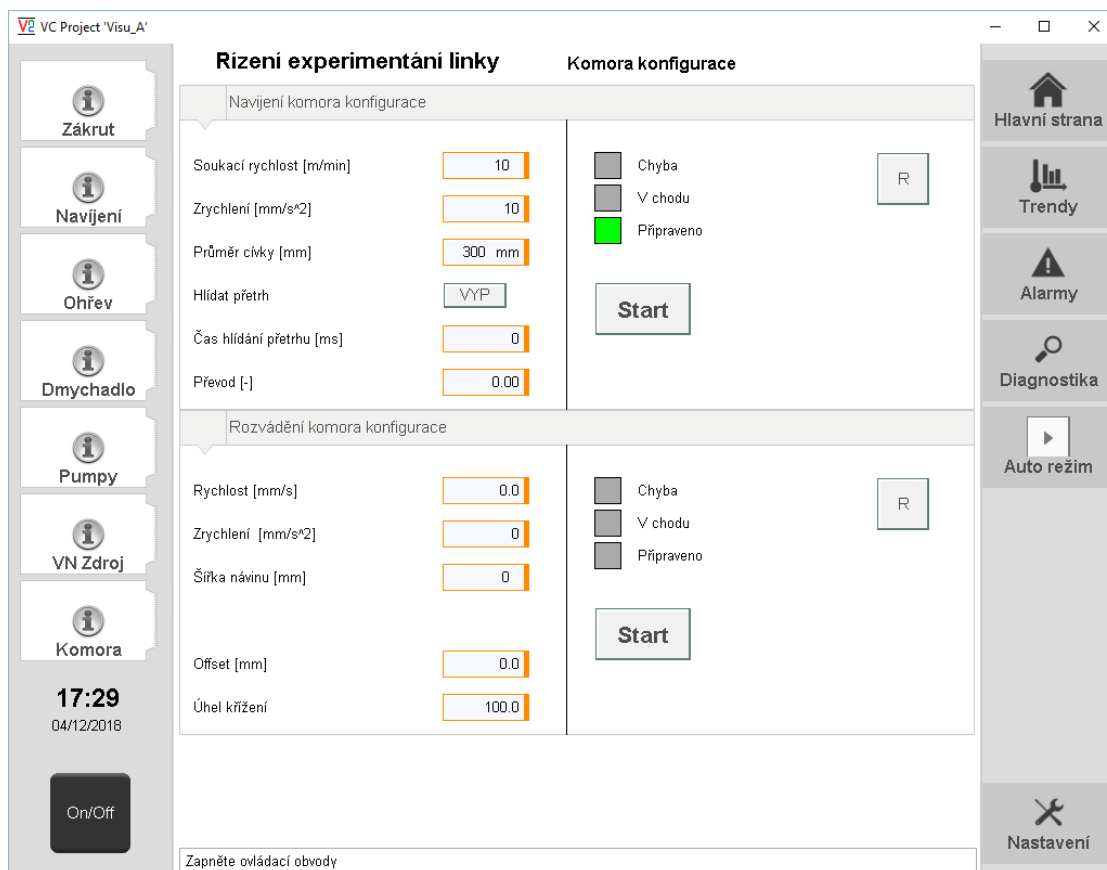 VC Project 'Visu_A'
Rízení experimentání linky
Komora konfigurace
Zákrut
Navíjení
Ohřev
Dmychadlo
Pumpy
VN Zdroj
Komora
17:29
04/12/2018
On/Off
Navijení komora konfigurace
Soukací rychlost [m/min] 10
Zrychlení [mm/s^2] 10
Průměr cívky [mm] 300 mm
Hlídat přetrh VYP
Čas hlídání přetrhu [ms] 0
Převod [-] 0.00
Chyba
V chodu
Připraveno
R
Start
Rozvádění komora konfigurace
Rychlost [mm/s] 0.0
Zrychlení [mm/s^2] 0
Šířka návinu [mm] 0
Offset [mm] 0.0
Úhel křížení 100.0
Chyba
V chodu
Připraveno
R
Start
Zapněte ovládací obvody
Hlavní strana
Trendy
Alarmy
Diagnostika
Auto režim
Nastavení